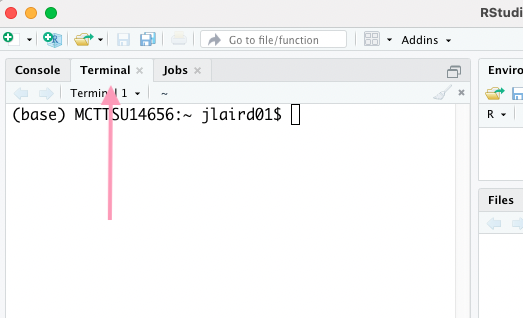 RStudi
Go to file/function
Addins
Console Terminal Jobs
Enviro
Terminal 1 ~
(base) MCTTSU14656:~ jlaird01$
R
Files